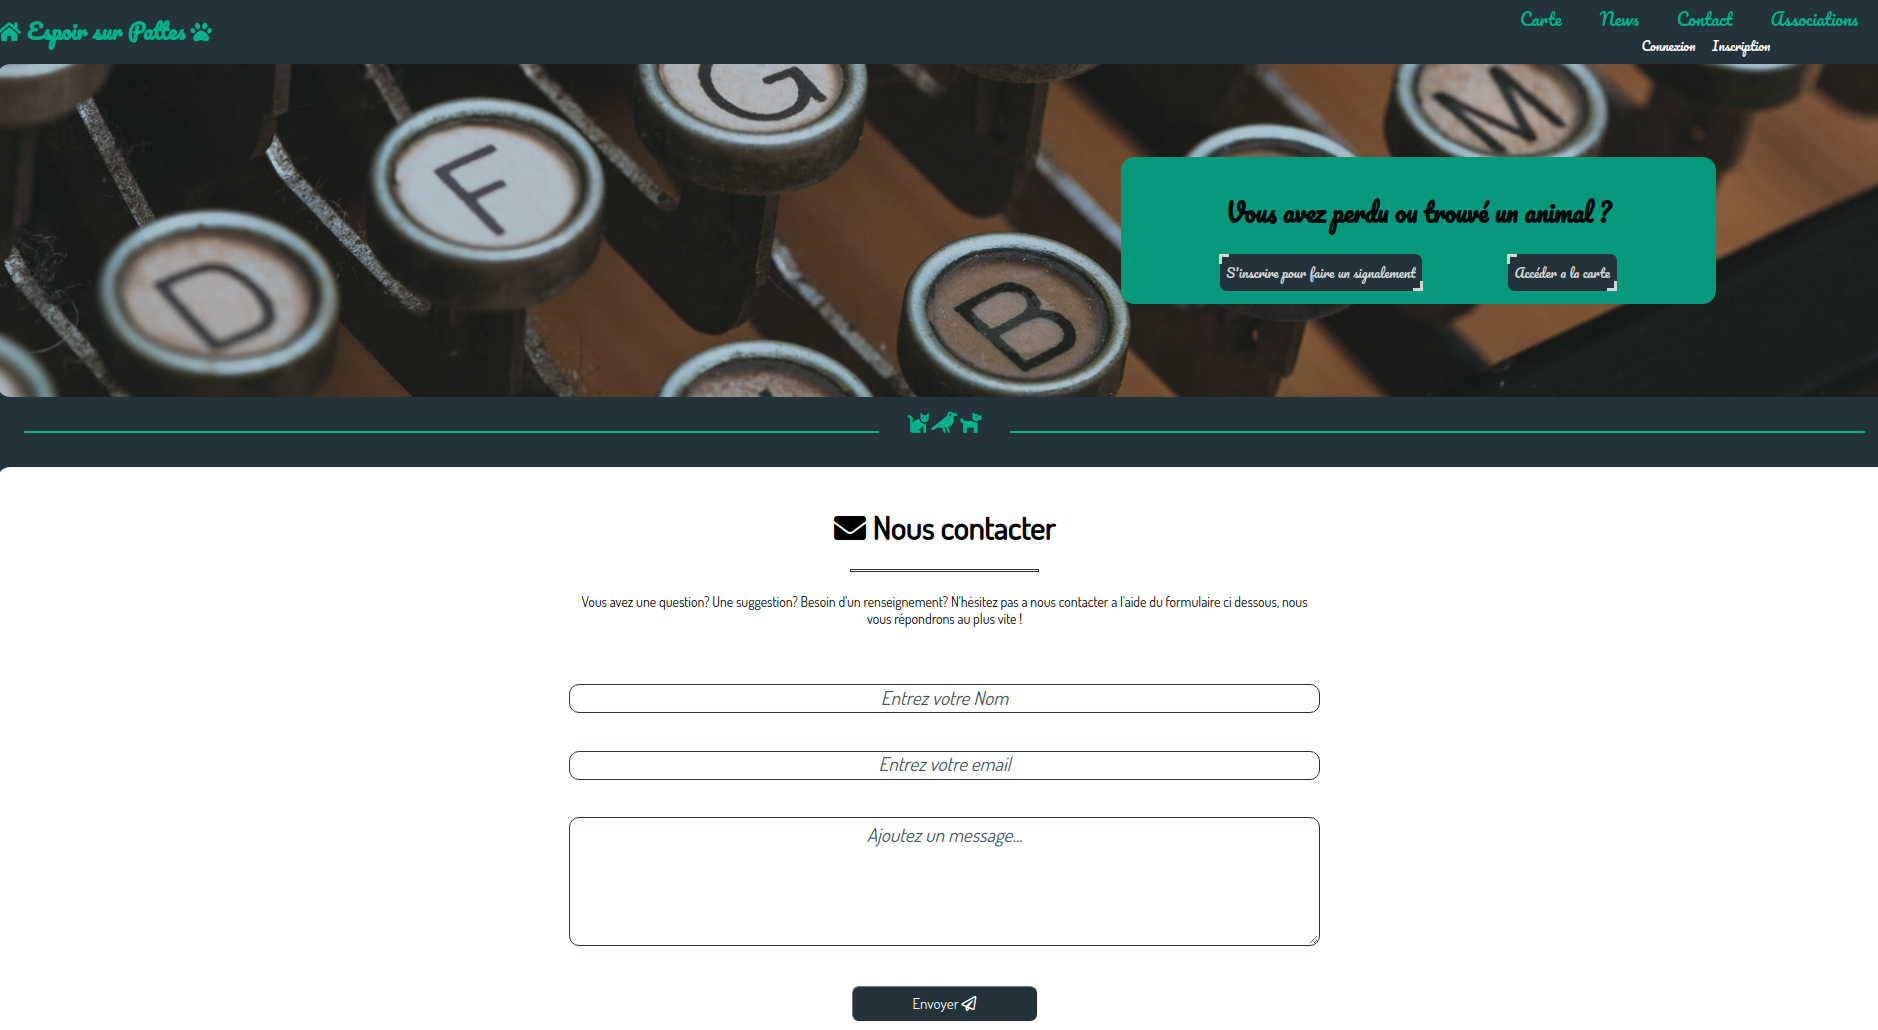 Espoir sur Pattes
Carte News Contact Associations
Connexion Inscription
G
M
F
D
B
Vous avez perdu ou trouvé un animal ?
S'inscrire pour faire un signalement
Accéder a la carte
Nous contacter
Vous avez une question? Une suggestion? Besoin d'un renseignement? N'hésitez pas a nous contacter a l'aide du formulaire ci dessous, nous
vous répondrons au plus vite !
Entrez votre Nom
Entrez votre email
Ajoutez un message...
Envoyer